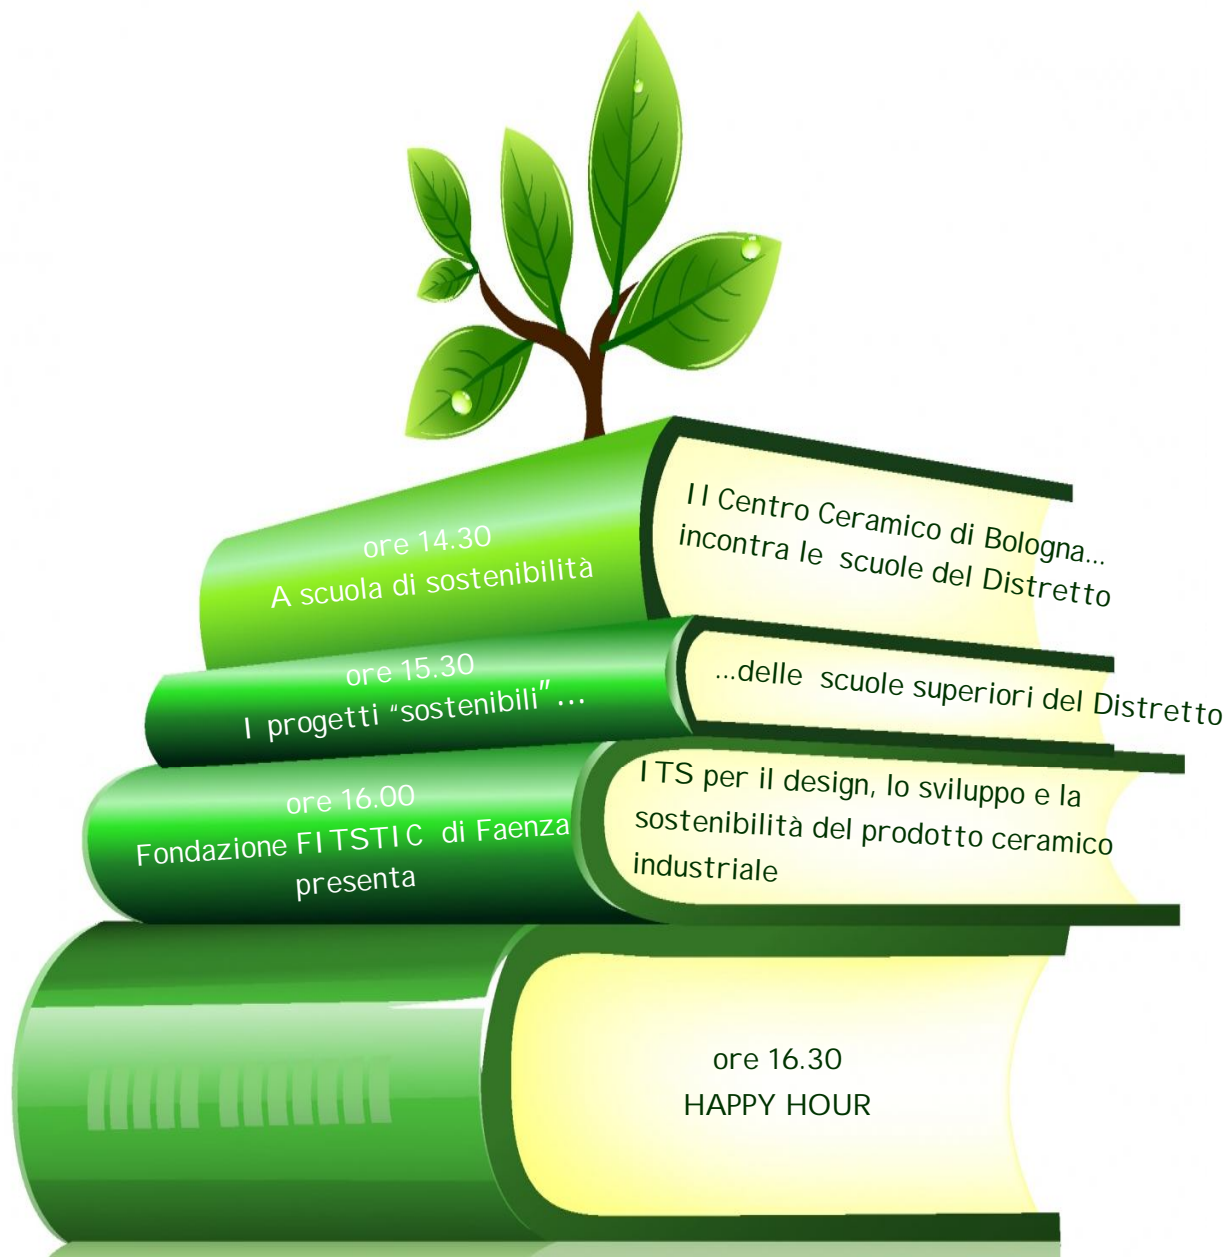 ore 14.30
A scuola di sostenibilità
Il Centro Ceramico di Bologna...
incontra le scuole del Distretto
ore 15.30
I progetti “sostenibili”...
...delle scuole superiori del Distretto
ore 16.00
Fondazione FITSTIC di Faenza
presenta
ITS per il design, lo sviluppo e la
sostenibilità del prodotto ceramico
industriale
ore 16.30
HAPPY HOUR